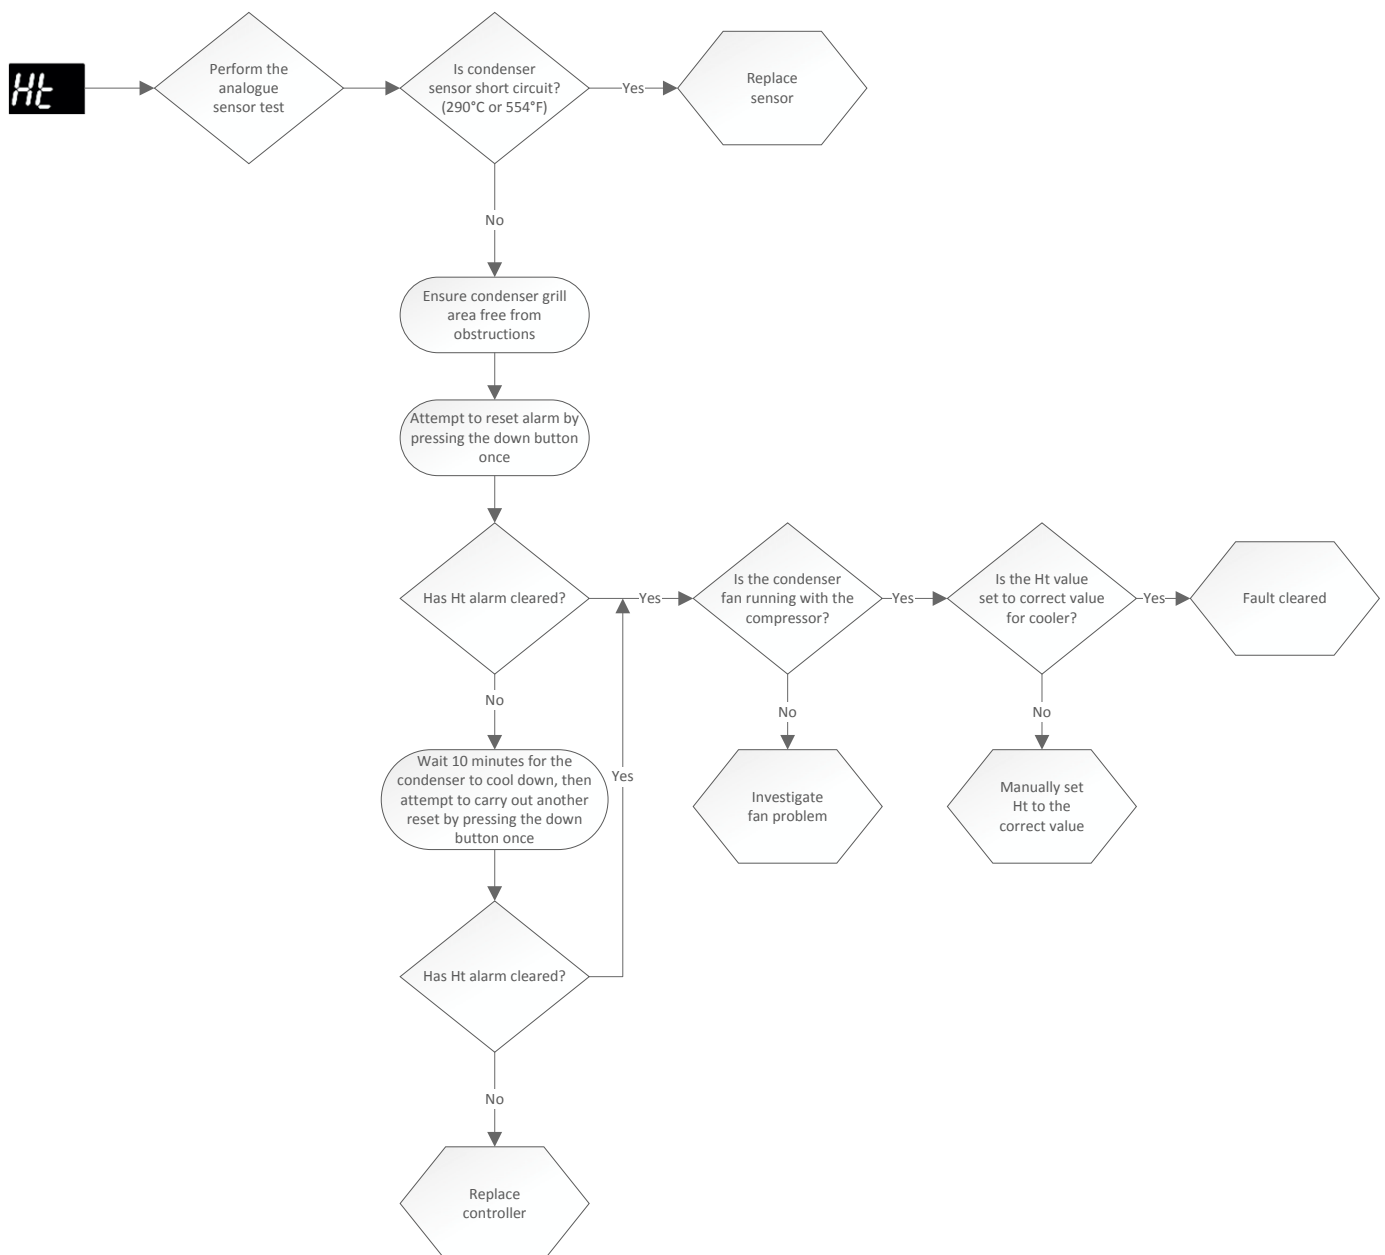 Ht
Perform the
analogue
sensor test
Is condenser
sensor short circuit?
(290°C or 554°F)
Yes
Replace
sensor
No
Ensure condenser grill
area free from
obstructions
Attempt to reset alarm by
pressing the down button
once
Has Ht alarm cleared?
Yes
Is the condenser
fan running with the
compressor?
Yes
Is the Ht value
set to correct value
for cooler?
Yes
Fault cleared
No
No
No
Wait 10 minutes for the
condenser to cool down, then
attempt to carry out another
reset by pressing the down
button once
Yes
Investigate
fan problem
Manually set
Ht to the
correct value
Has Ht alarm cleared?
No
Replace
controller